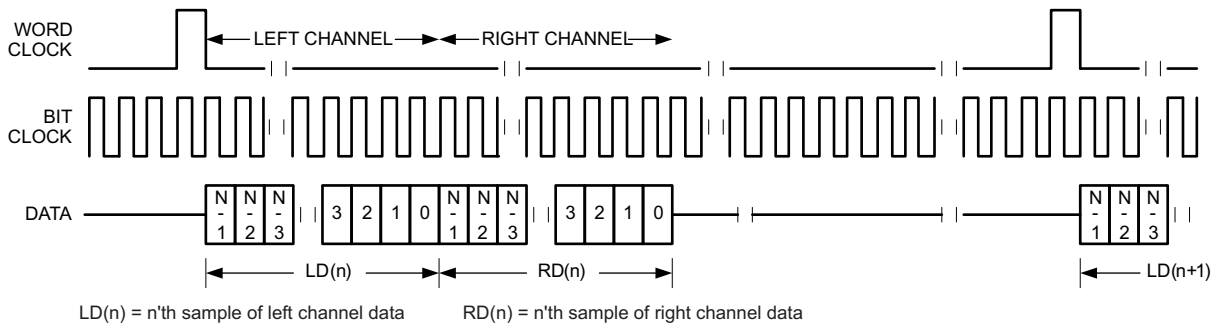 WORD
CLOCK
LEFT CHANNEL
RIGHT CHANNEL
BIT
CLOCK
DATA
N-1 N-2 N-3 3 2 1 0 N-1 N-2 N-3 3 2 1 0 N-1 N-2 N-3
LD(n) RD(n) LD(n+1)
LD(n) = n'th sample of left channel data RD(n) = n'th sample of right channel data